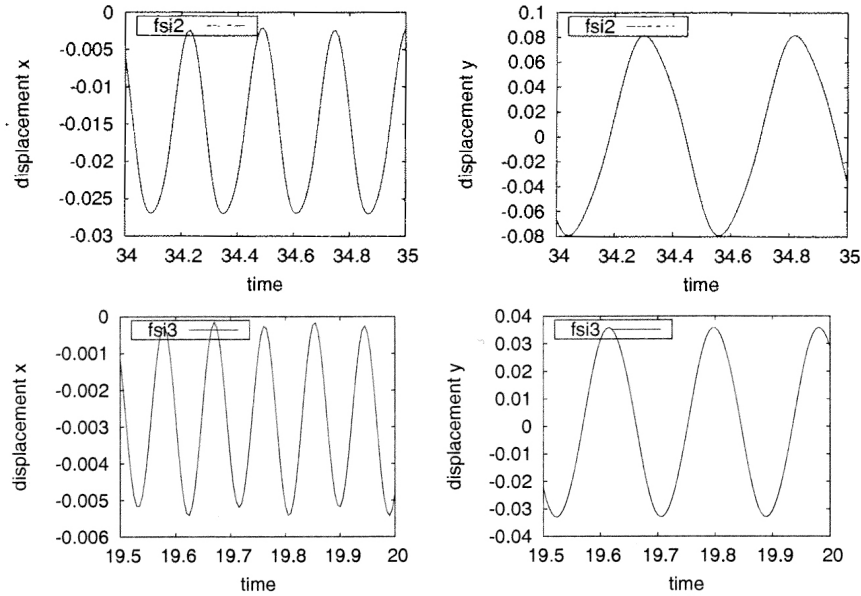 fsi2
0
-0.005
-0.01
-0.015
-0.02
-0.025
-0.03
34 34.2 34.4 34.6 34.8 35
displacement x
time
fsi2
0.1
0.08
0.06
0.04
0.02
0
-0.02
-0.04
-0.06
-0.08
34 34.2 34.4 34.6 34.8 35
displacement y
time
fsi3
0
-0.001
-0.002
-0.003
-0.004
-0.005
-0.006
19.5 19.6 19.7 19.8 19.9 20
displacement x
time
fsi3
0.04
0.03
0.02
0.01
0
-0.01
-0.02
-0.03
-0.04
19.5 19.6 19.7 19.8 19.9 20
displacement y
time